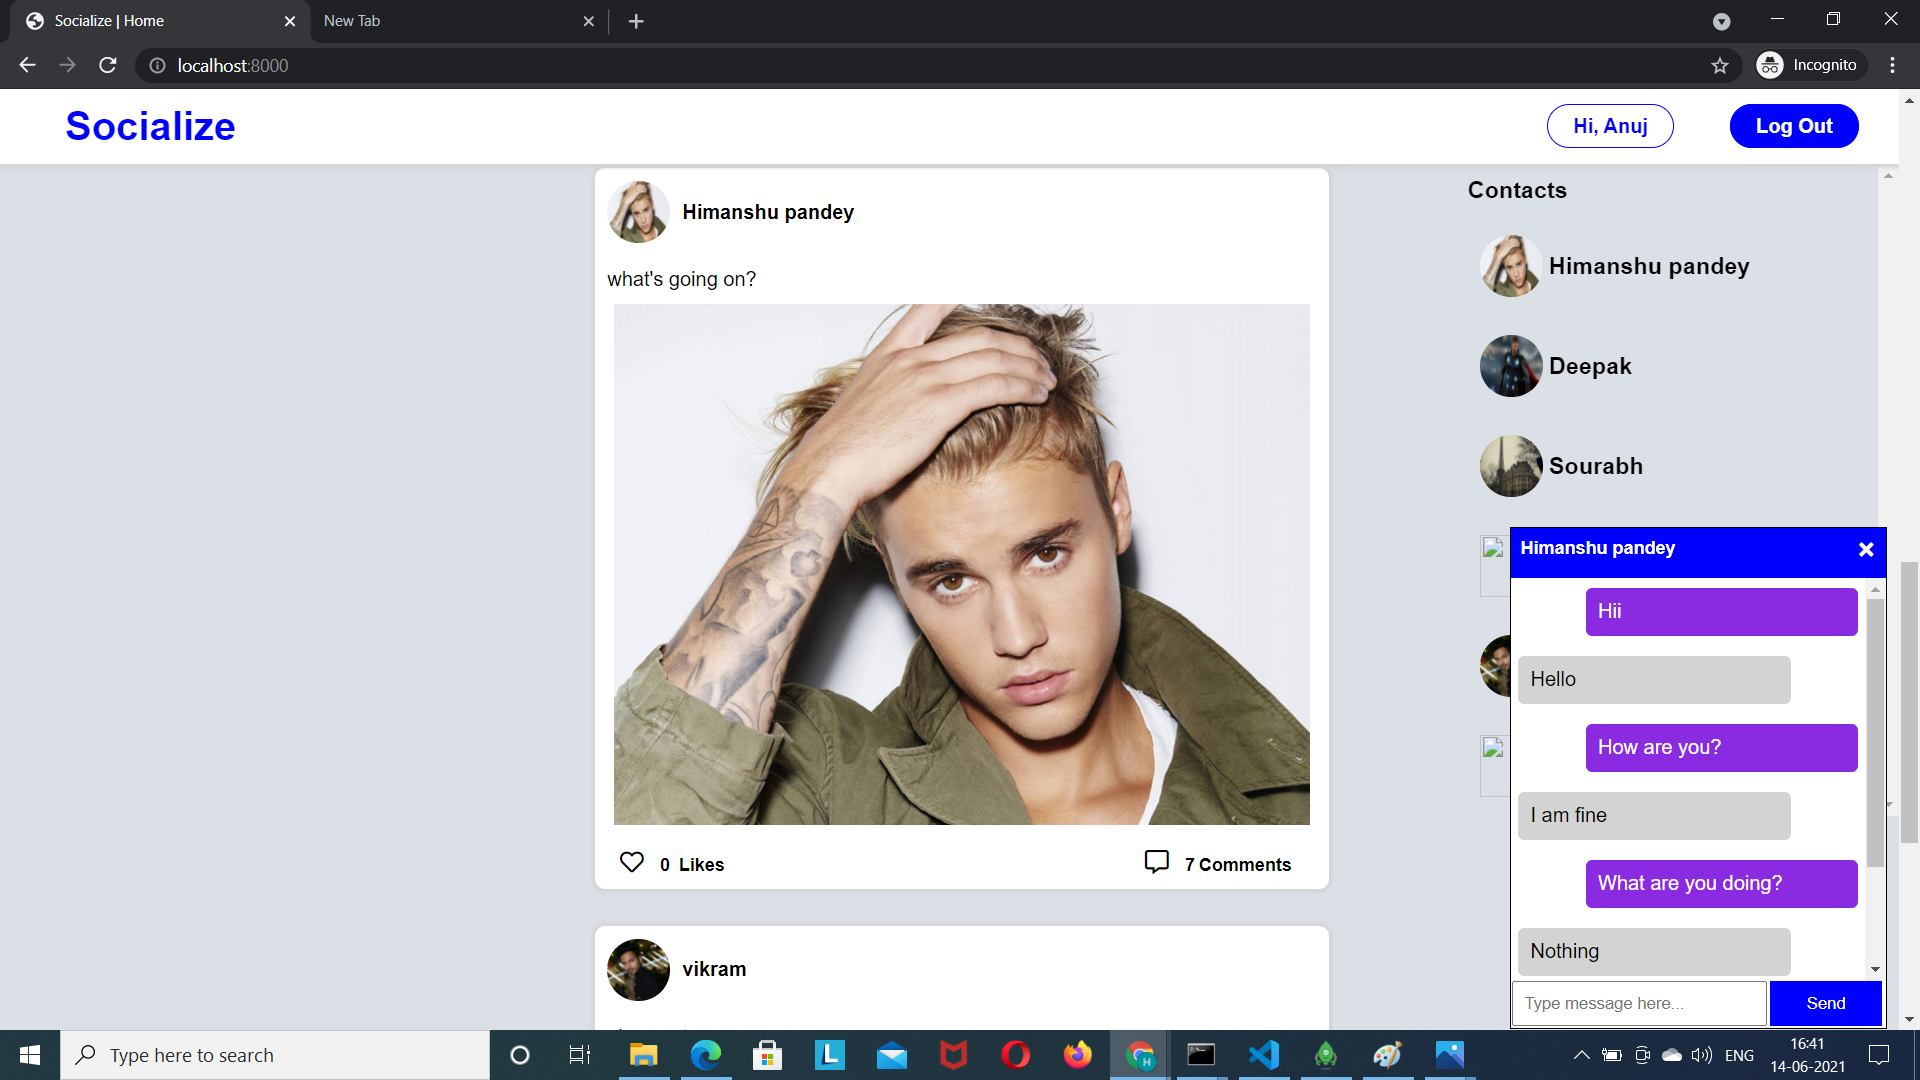 Socialize | Home
New Tab
localhost:8000
Incognito
Socialize
Hi, Anuj
Log Out
Himanshu pandey
what's going on?
0 Likes
7 Comments
vikram
Contacts
Himanshu pandey
Deepak
Sourabh
Himanshu pandey
Hii
Hello
How are you?
I am fine
What are you doing?
Nothing
Type message here...
Send
Type here to search
L
H
ENG
16:41
14-06-2021